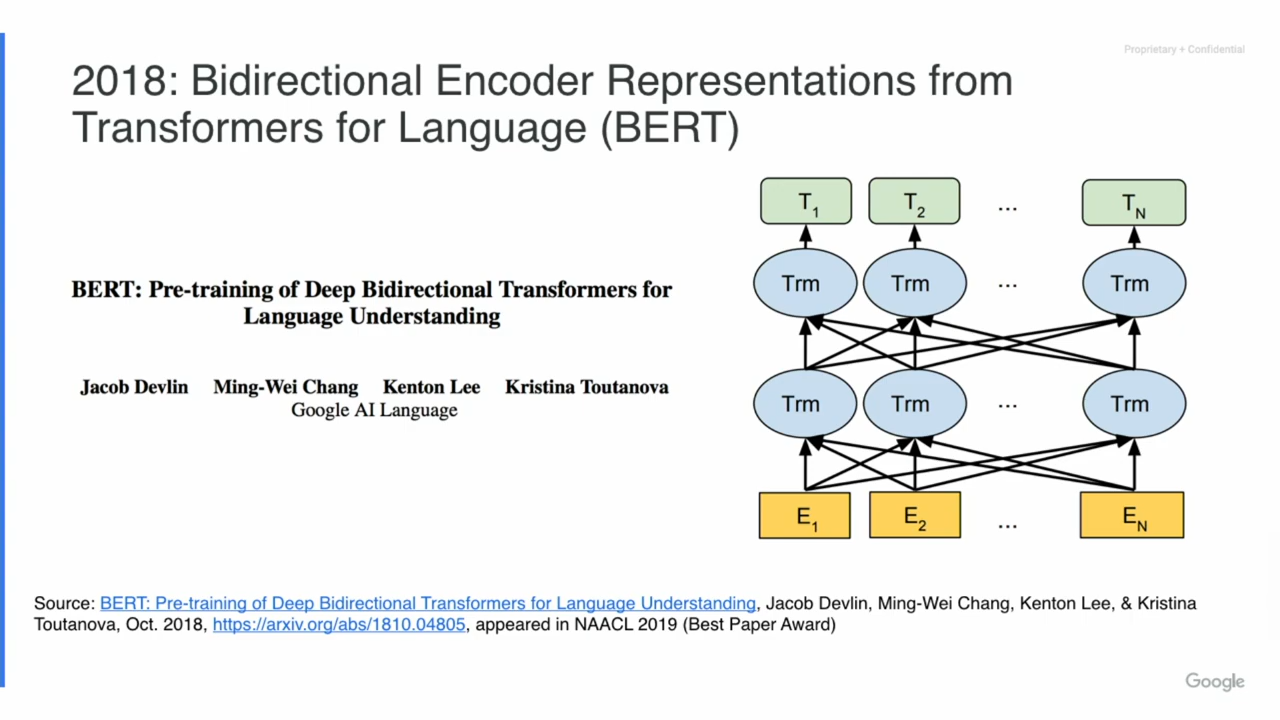 Proprietary + Confidential
2018: Bidirectional Encoder Representations from
Transformers for Language (BERT)
BERT: Pre-training of Deep Bidirectional Transformers for
Language Understanding
Jacob Devlin Ming-Wei Chang Kenton Lee Kristina Toutanova
Google AI Language
T1 T2 ... TN
Trm Trm ... Trm
Trm Trm ... Trm
E1 E2 ... EN
Source: BERT: Pre-training of Deep Bidirectional Transformers for Language Understanding, Jacob Devlin, Ming-Wei Chang, Kenton Lee, & Kristina
Toutanova, Oct. 2018, https://arxiv.org/abs/1810.04805, appeared in NAACL 2019 (Best Paper Award)
Google